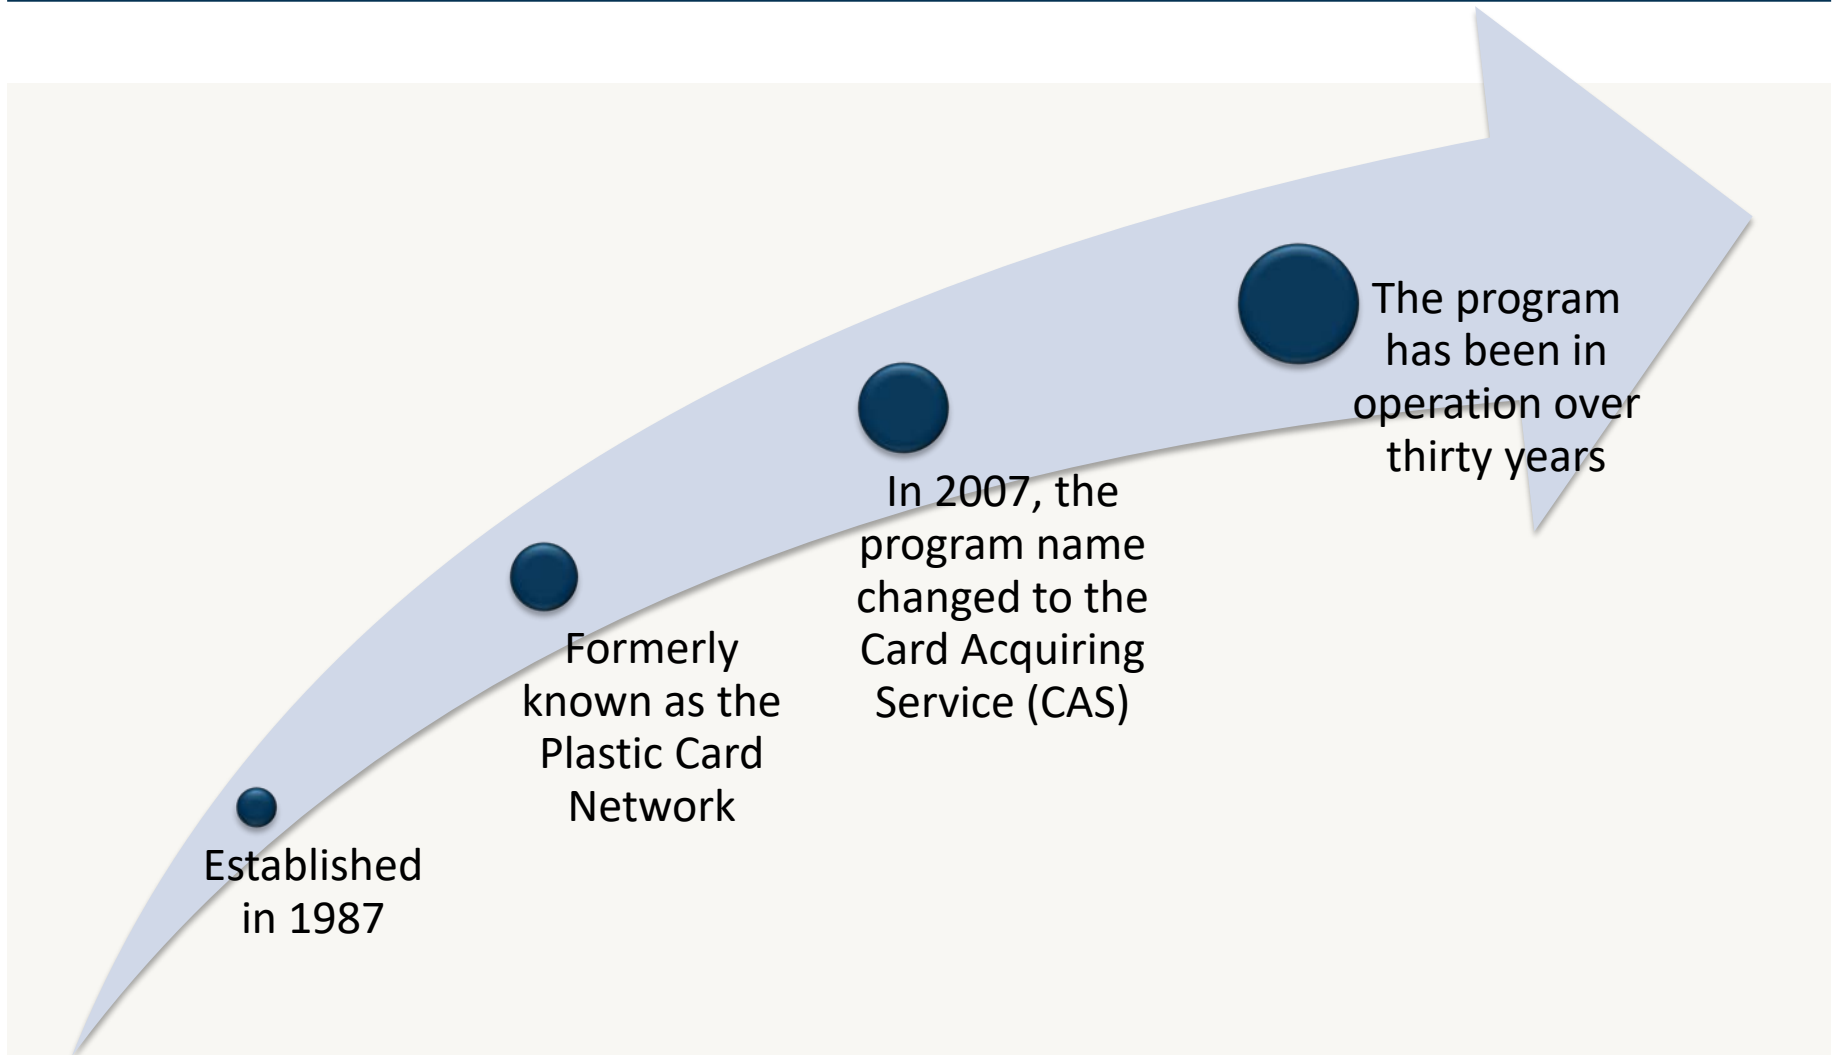 Established
in 1987
Formerly
known as the
Plastic Card
Network
In 2007, the
program name
changed to the
Card Acquiring
Service (CAS)
The program
has been in
operation over
thirty years